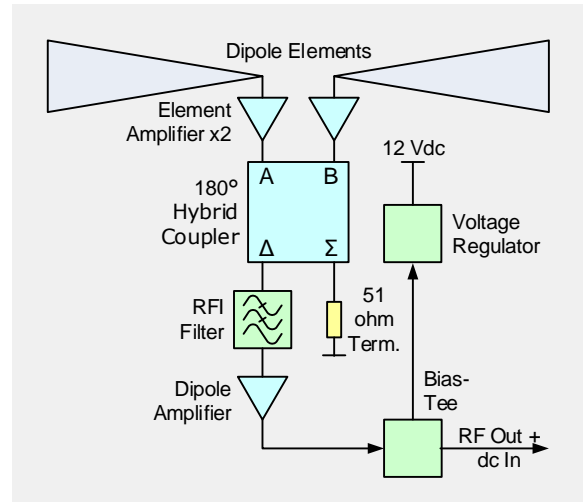 Dipole Elements
Element
Amplifier x2
A
B
180°
Hybrid
Coupler
Δ
Σ
12 Vdc
Voltage
Regulator
RFI
Filter
51
ohm
Term.
Dipole
Amplifier
Bias-
Tee
RF Out +
dc In